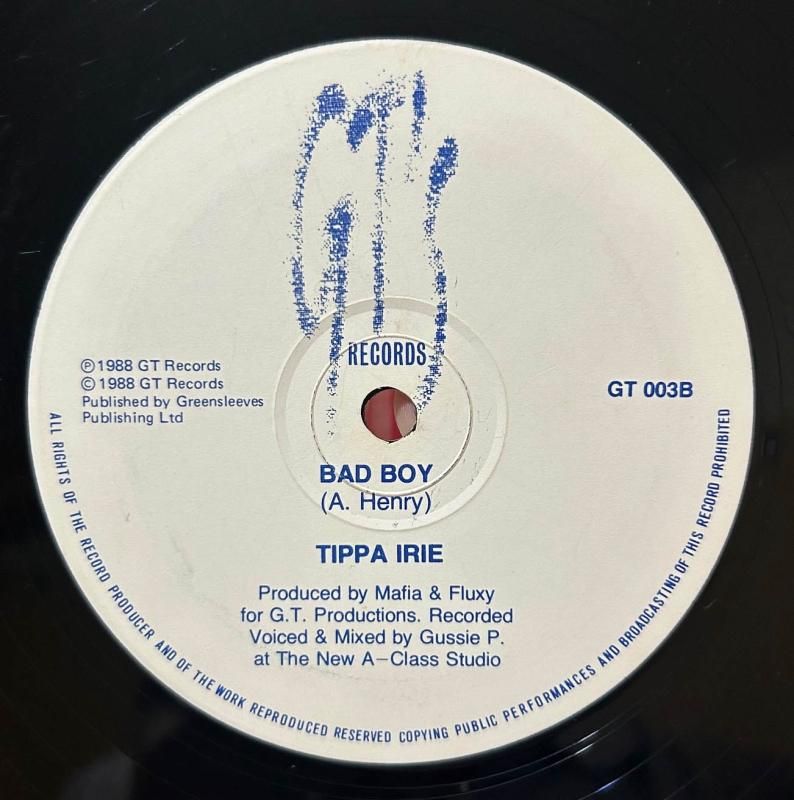 GT's
RECORDS
℗1988 GT Records
©1988 GT Records
Published by Greensleeves
Publishing Ltd
GT 003B
BAD BOY
(A. Henry)
TIPPA IRIE
Produced by Mafia & Fluxy
for G.T. Productions. Recorded
Voiced & Mixed by Gussie P.
at The New A–Class Studio
ALL RIGHTS OF THE RECORD PRODUCER AND OF THE WORK REPRODUCED RESERVED COPYING PUBLIC PERFORMANCES AND BROADCASTING OF THIS RECORD PROHIBITED